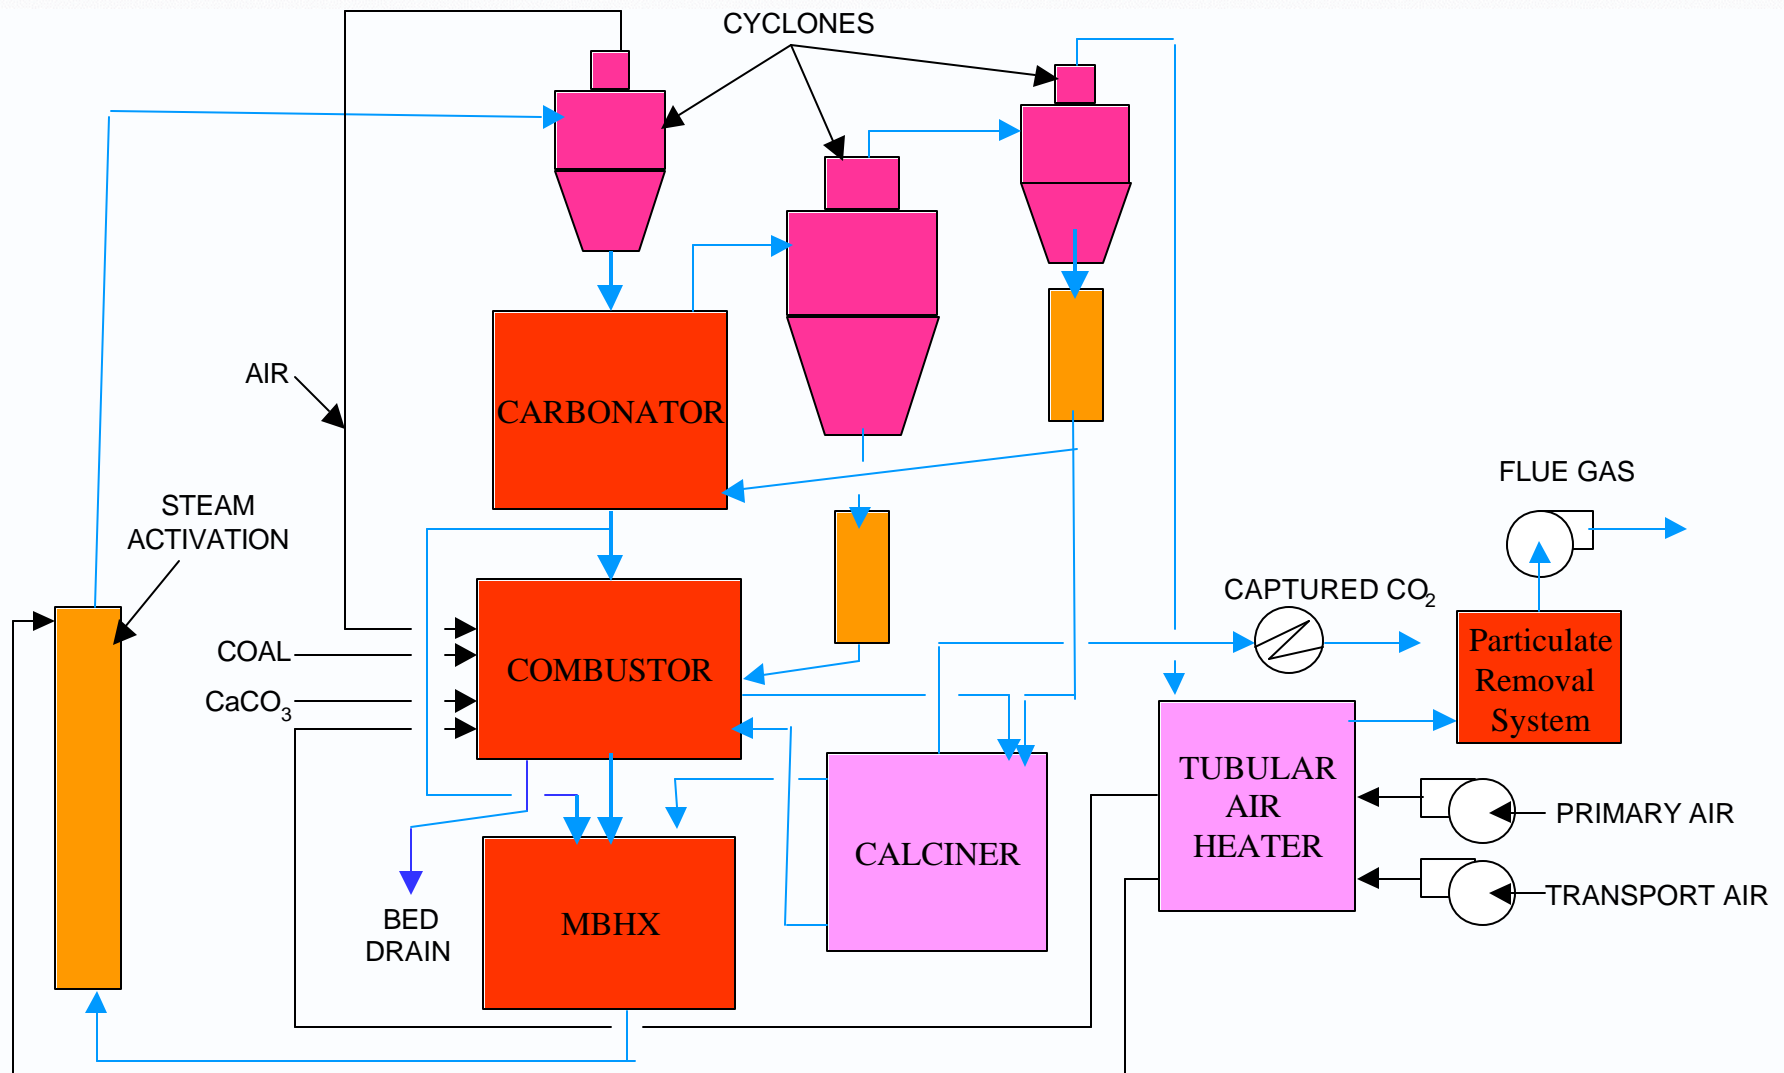 CYCLONES
AIR
CARBONATOR
STEAM
ACTIVATION
FLUE GAS
CAPTURED CO2
COAL
CaCO3
COMBUSTOR
Particulate
Removal
System
TUBULAR
AIR
HEATER
PRIMARY AIR
TRANSPORT AIR
CALCINER
BED
DRAIN
MBHX